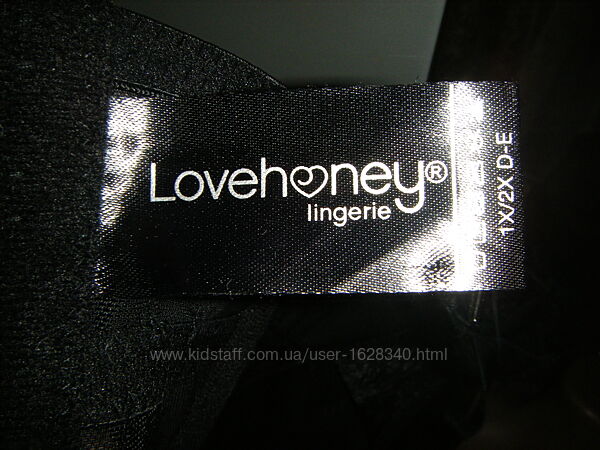 Lovehoney®
lingerie
1X/2X D-E
www.kidstaff.com.ua/user-1628340.html